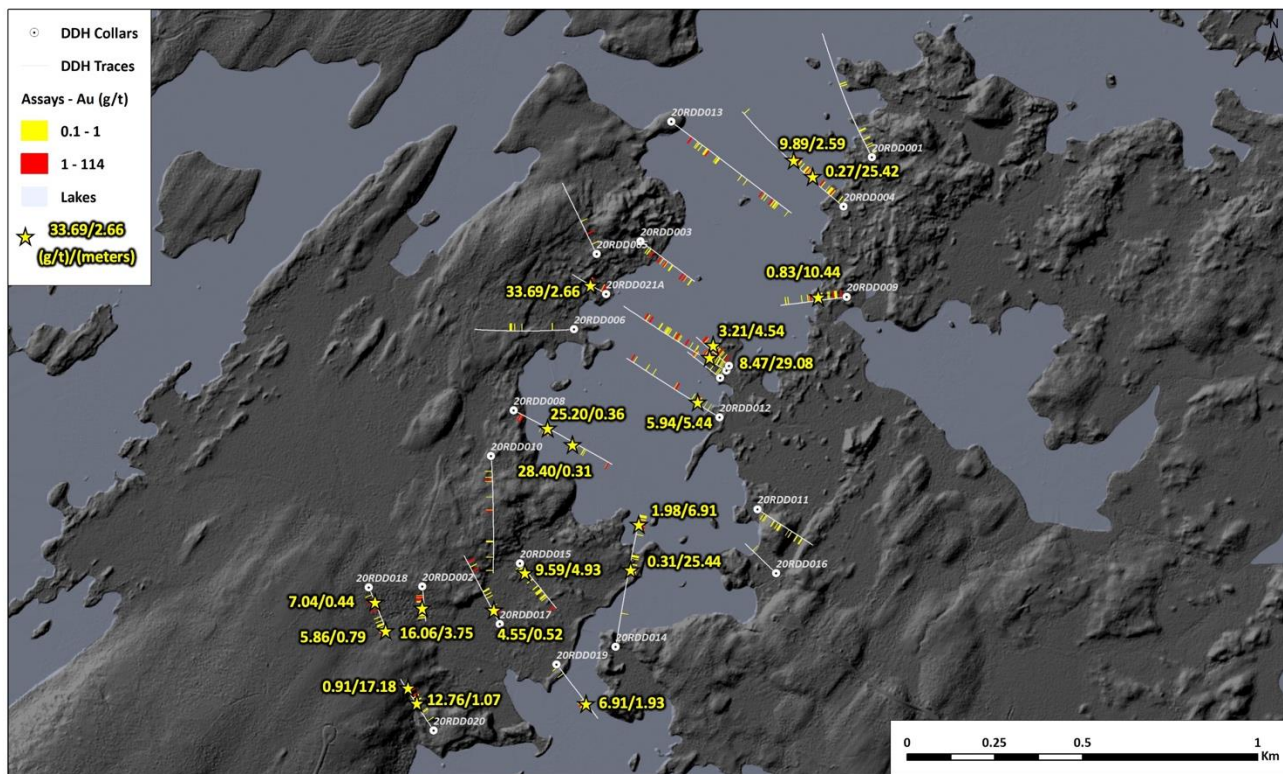 DDH Collars
DDH Traces
Assays - Au (g/t)
0.1 - 1
1 - 114
Lakes
33.69/2.66
(g/t)/(meters)
N
20RDD013
20RDD001
9.89/2.59
0.27/25.42
20RDD004
20RDD003
20RDD005
0.83/10.44
20RDD009
20RDD021A
33.69/2.66
20RDD006
3.21/4.54
8.47/29.08
20RDD008
20RDD012
25.20/0.36
5.94/5.44
28.40/0.31
20RDD010
1.98/6.91
20RDD011
20RDD015
9.59/4.93
0.31/25.44
20RDD016
20RDD018
20RDD002
7.04/0.44
20RDD017
16.06/3.75
4.55/0.52
5.86/0.79
20RDD014
20RDD019
0.91/17.18
12.76/1.07
6.91/1.93
20RDD020
0 0.25 0.5 1
Km